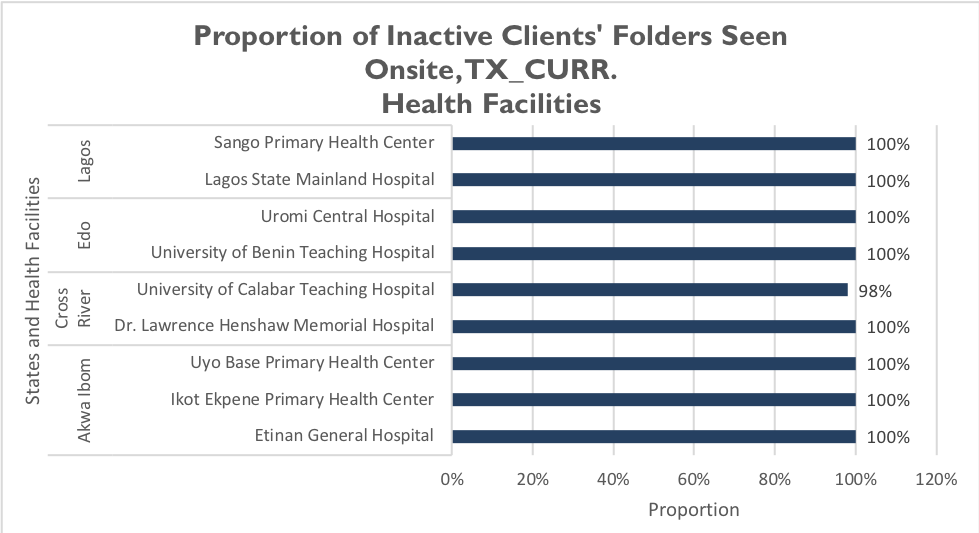 Proportion of Inactive Clients' Folders Seen
Onsite, TX_CURR.
Health Facilities
States and Health Facilities
Lagos
Sango Primary Health Center 100%
Lagos State Mainland Hospital 100%
Edo
Uromi Central Hospital 100%
University of Benin Teaching Hospital 100%
Cross
River
University of Calabar Teaching Hospital 98%
Dr. Lawrence Henshaw Memorial Hospital 100%
Akwa Ibom
Uyo Base Primary Health Center 100%
Ikot Ekpene Primary Health Center 100%
Etinan General Hospital 100%
0% 20% 40% 60% 80% 100% 120%
Proportion